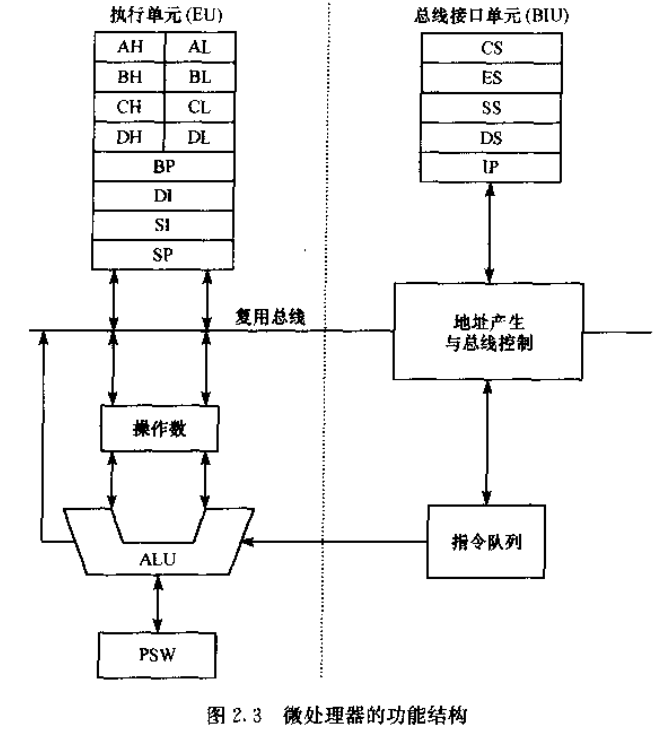 执行单元(EU)
总线接口单元(BIU)
AH AL
BH BL
CH CL
DH DL
BP
DI
SI
SP
CS
ES
SS
DS
IP
复用总线
地址产生
与总线控制
操作数
ALU
指令队列
PSW
图 2.3 微处理器的功能结构